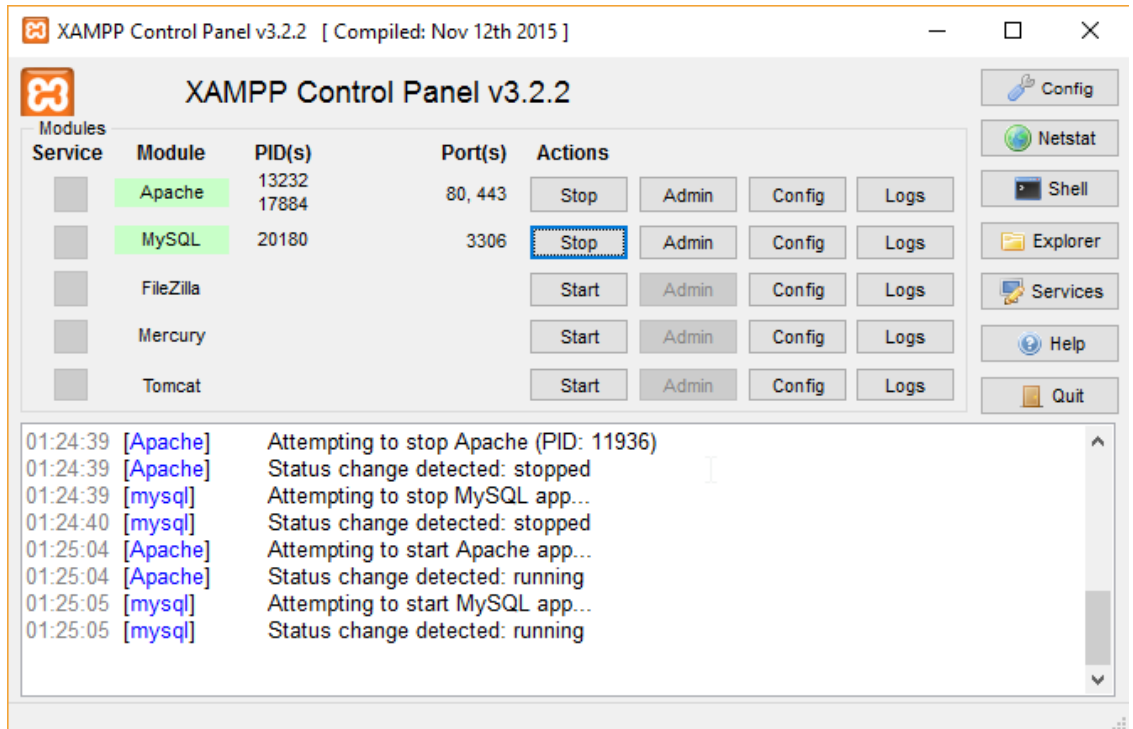 XAMPP Control Panel v3.2.2 [ Compiled: Nov 12th 2015 ]
XAMPP Control Panel v3.2.2
Config
Modules
Service Module PID(s) Port(s) Actions
Netstat
Apache 13232 17884 80, 443 Stop Admin Config Logs
Shell
MySQL 20180 3306 Stop Admin Config Logs
Explorer
FileZilla Start Admin Config Logs
Services
Mercury Start Admin Config Logs
Help
Tomcat Start Admin Config Logs
Quit
01:24:39 [Apache] Attempting to stop Apache (PID: 11936)
01:24:39 [Apache] Status change detected: stopped
01:24:39 [mysql] Attempting to stop MySQL app...
01:24:40 [mysql] Status change detected: stopped
01:25:04 [Apache] Attempting to start Apache app...
01:25:04 [Apache] Status change detected: running
01:25:05 [mysql] Attempting to start MySQL app...
01:25:05 [mysql] Status change detected: running